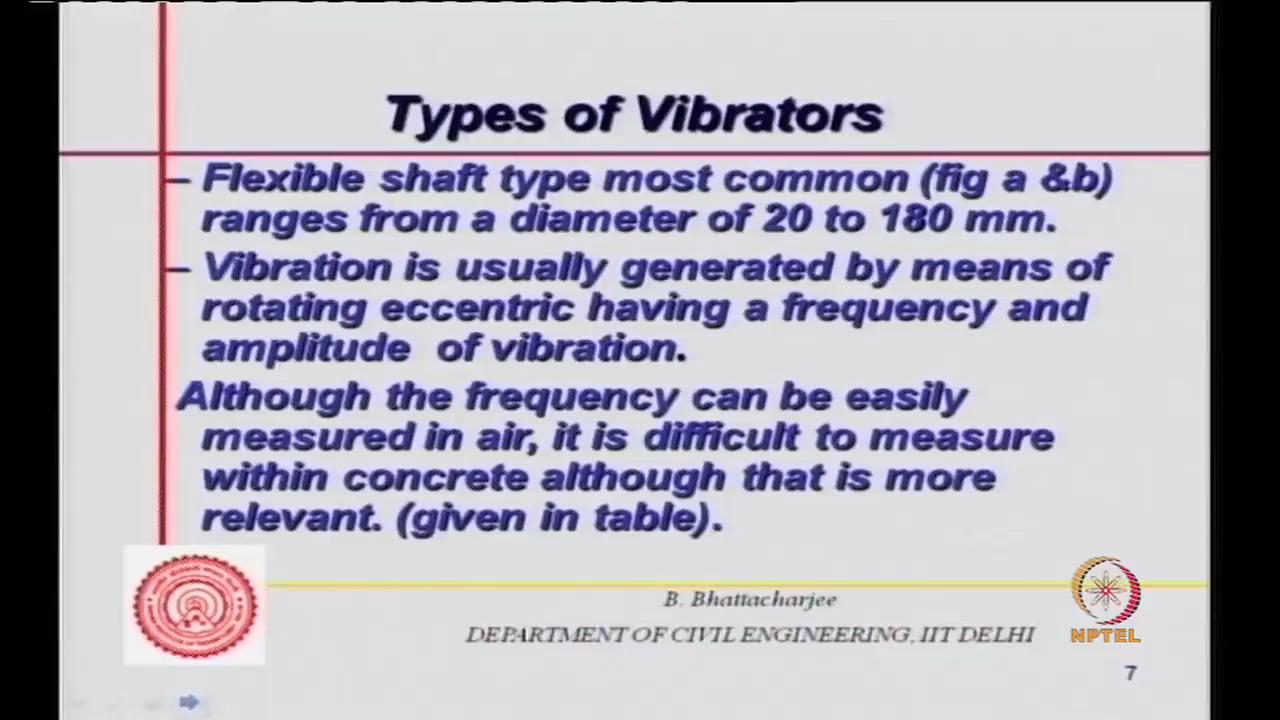 Types of Vibrators
– Flexible shaft type most common (fig a &b)
ranges from a diameter of 20 to 180 mm.
– Vibration is usually generated by means of
rotating eccentric having a frequency and
amplitude of vibration.
Although the frequency can be easily
measured in air, it is difficult to measure
within concrete although that is more
relevant. (given in table).
B. Bhattacharjee
DEPARTMENT OF CIVIL ENGINEERING, IIT DELHI
NPTEL
7